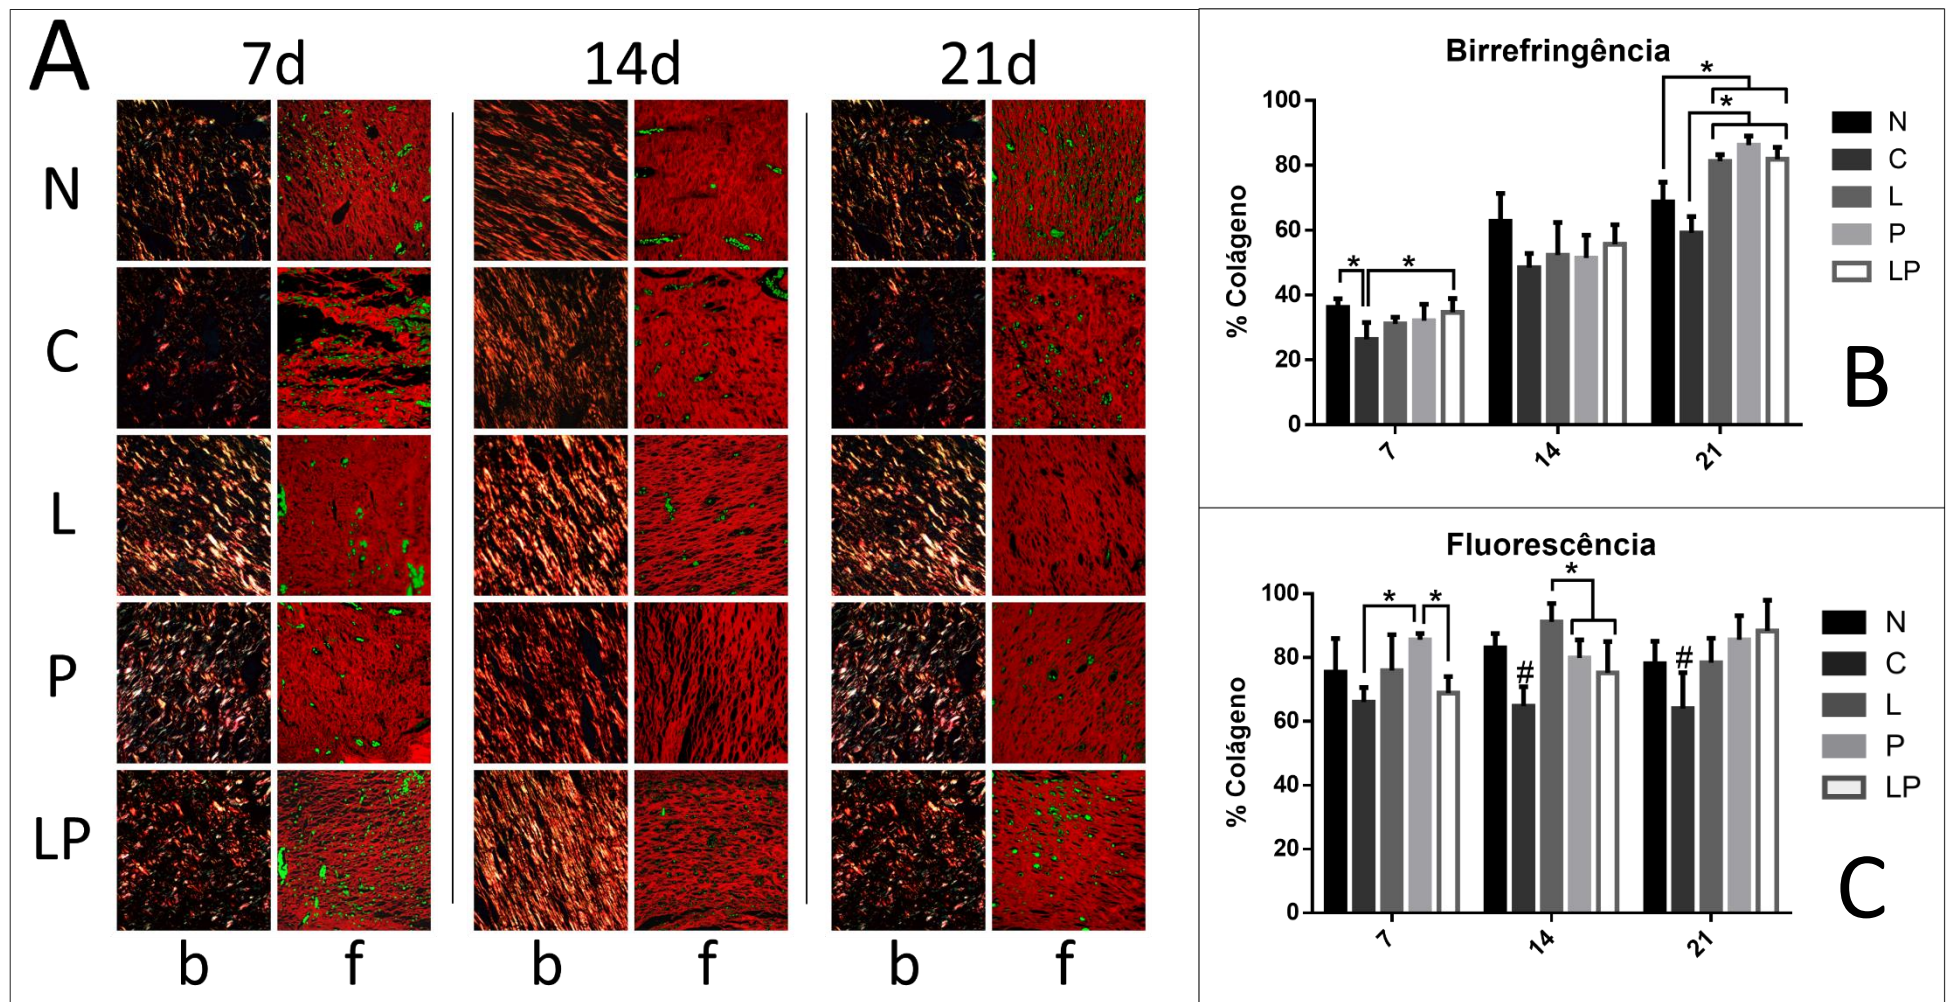 A
7d 14d 21d
N
C
L
P
LP
b f b f b f
Birrefringência
% Colágeno
100
80
60
40
20
0
* * * *
7 14 21
N
C
L
P
LP
B
Fluorescência
% Colágeno
100
80
60
40
20
0
* * # * #
7 14 21
N
C
L
P
LP
C